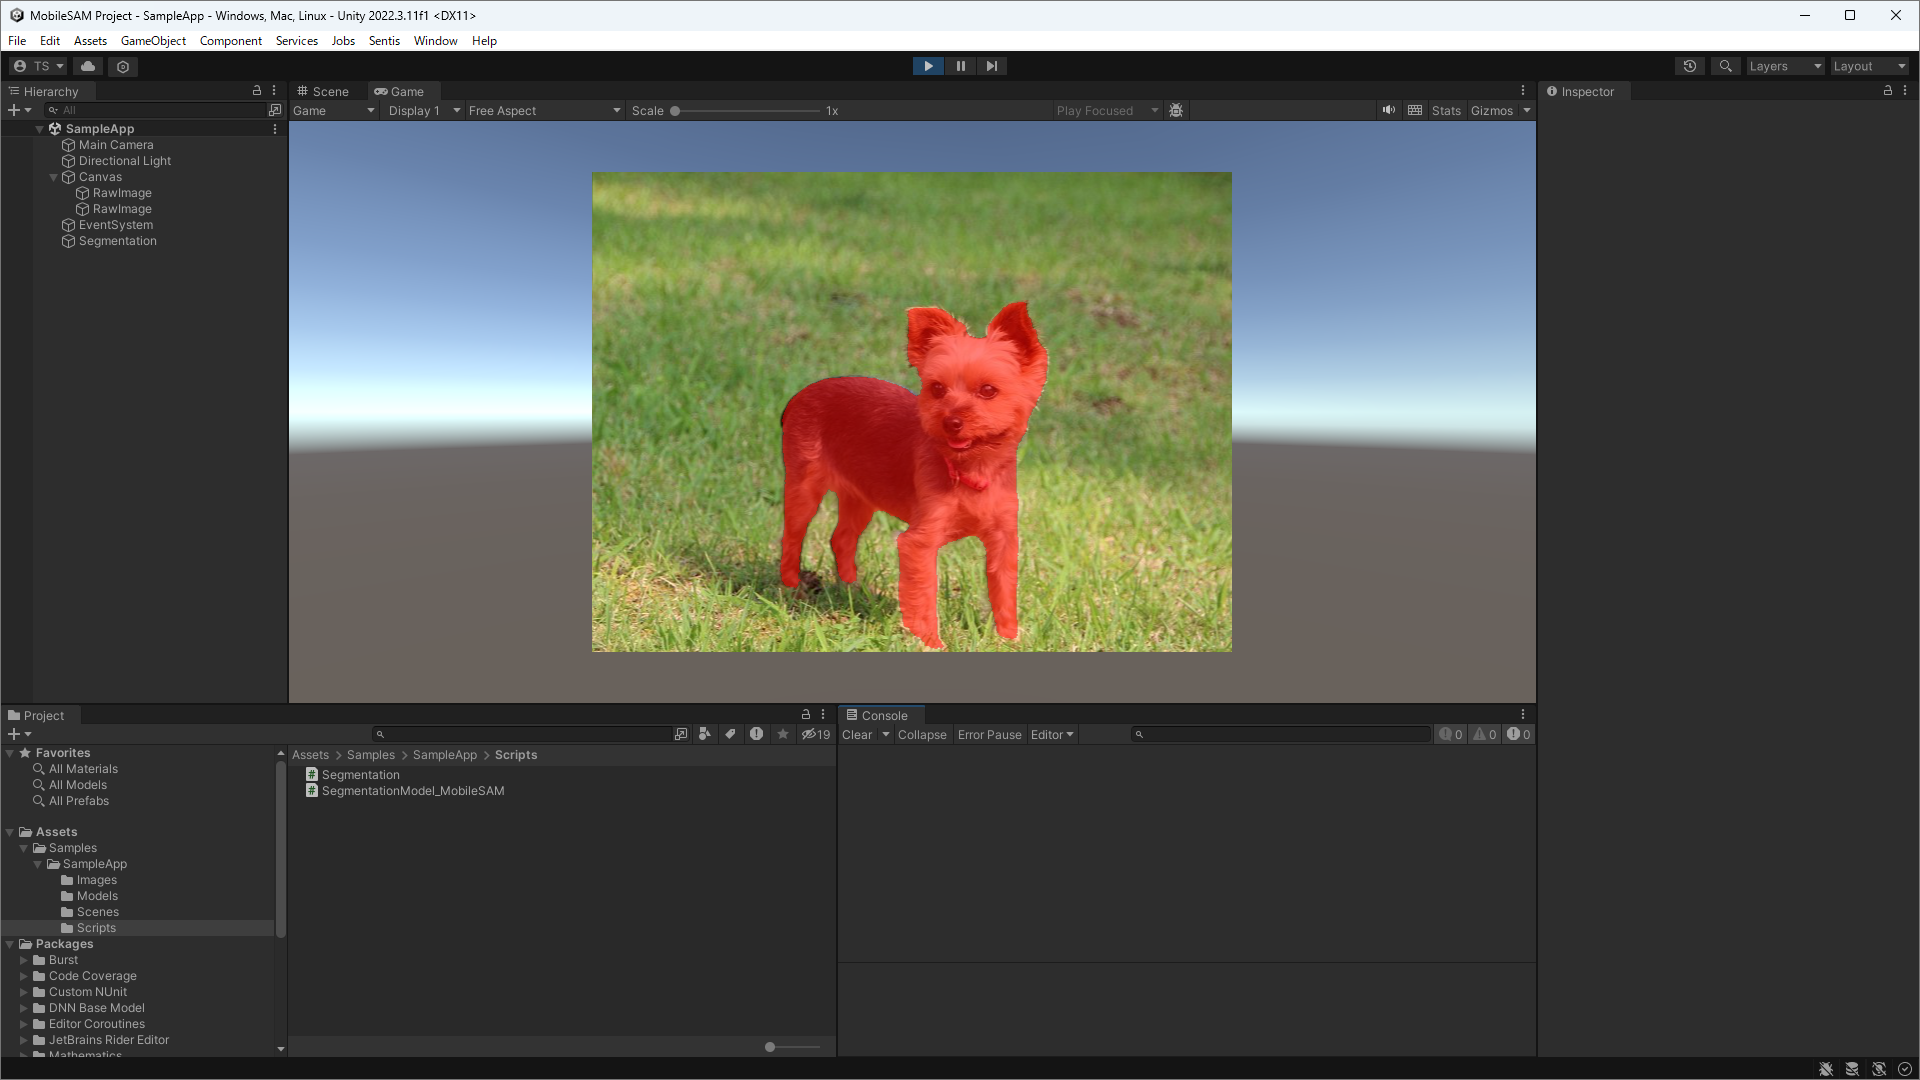 MobileSAM Project - SampleApp - Windows, Mac, Linux - Unity 2022.3.11f1 <DX11>
File Edit Assets GameObject Component Services Jobs Sentis Window Help
TS Layers Layout
Hierarchy
All
SampleApp
Main Camera
Directional Light
Canvas
RawImage
RawImage
EventSystem
Segmentation
Scene Game
Game Display 1 Free Aspect Scale 1x Play Focused Stats Gizmos
Inspector
Project
19
Favorites
All Materials
All Models
All Prefabs
Assets
Samples
SampleApp
Images
Models
Scenes
Scripts
Packages
Burst
Code Coverage
Custom NUnit
DNN Base Model
Editor Coroutines
JetBrains Rider Editor
Mathematics
Assets > Samples > SampleApp > Scripts
Segmentation
SegmentationModel_MobileSAM
Console
Clear Collapse Error Pause Editor 0 0 0